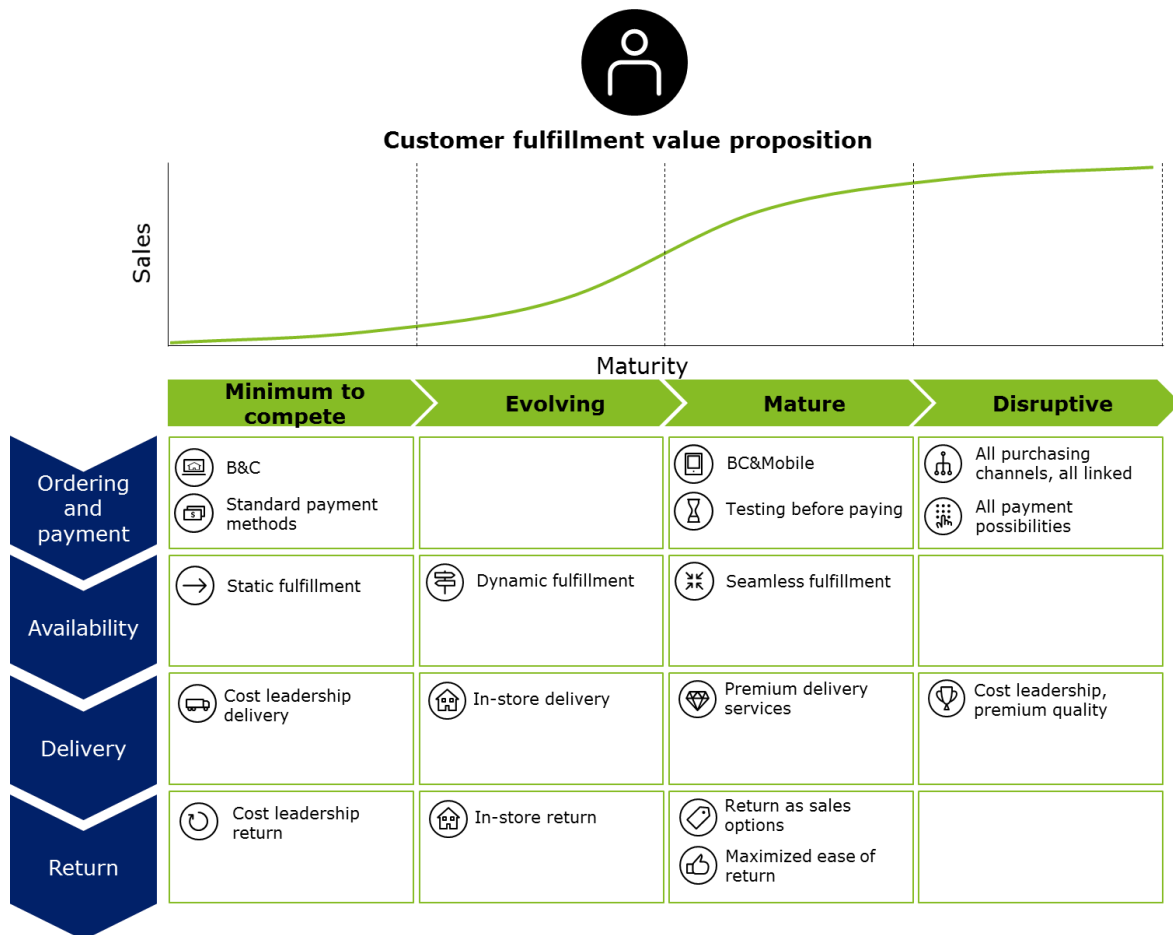 Customer fulfillment value proposition
Sales
Maturity
Minimum to
compete
Evolving
Mature
Disruptive
Ordering
and
payment
B&C
Standard payment
methods
BC&Mobile
Testing before paying
All purchasing
channels, all linked
All payment
possibilities
Availability
Static fulfillment
Dynamic fulfillment
Seamless fulfillment
Delivery
Cost leadership
delivery
In-store delivery
Premium delivery
services
Cost leadership,
premium quality
Return
Cost leadership
return
In-store return
Return as sales
options
Maximized ease of
return